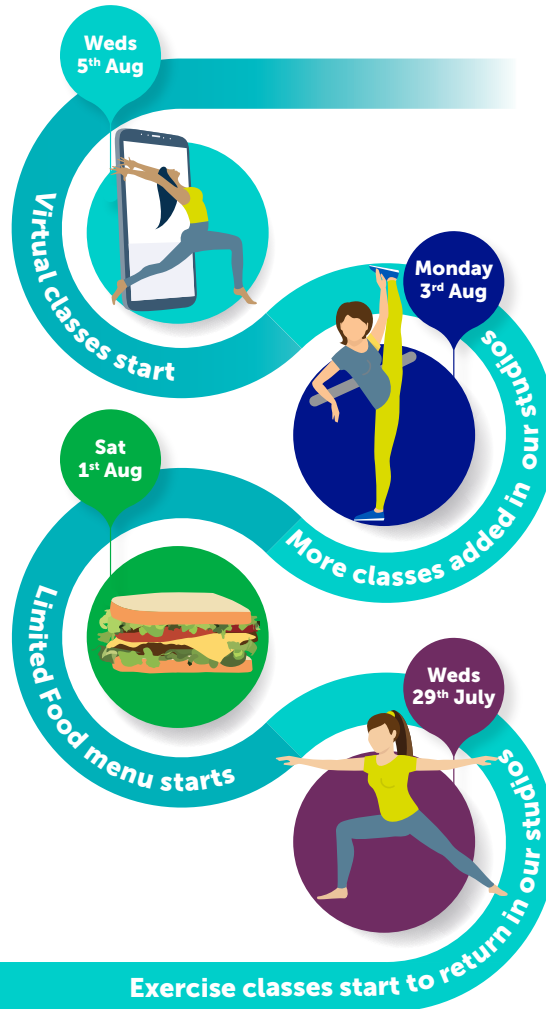 Weds
5th Aug
Virtual classes start
Monday
3rd Aug
More classes added in our studios
Sat
1st Aug
Limited Food menu starts
Weds
29th July
Exercise classes start to return in our studios